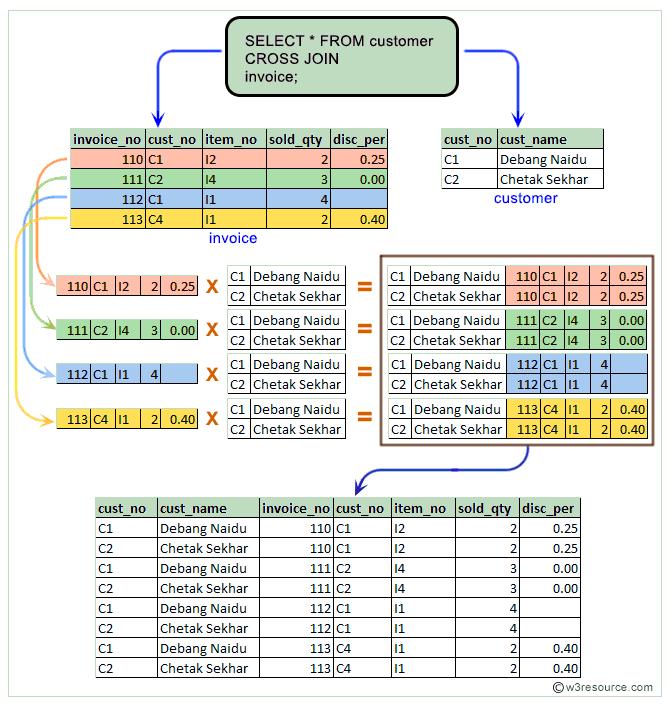 SELECT * FROM customer
CROSS JOIN
invoice;
invoice_no cust_no item_no sold_qty disc_per
110 C1 I2 2 0.25
111 C2 I4 3 0.00
112 C1 I1 4
113 C4 I1 2 0.40
invoice
cust_no cust_name
C1 Debang Naidu
C2 Chetak Sekhar
customer
110 C1 I2 2 0.25 X C1 Debang Naidu = C1 Debang Naidu 110 C1 I2 2 0.25
C2 Chetak Sekhar C2 Chetak Sekhar 110 C1 I2 2 0.25
111 C2 I4 3 0.00 X C1 Debang Naidu = C1 Debang Naidu 111 C2 I4 3 0.00
C2 Chetak Sekhar C2 Chetak Sekhar 111 C2 I4 3 0.00
112 C1 I1 4 X C1 Debang Naidu = C1 Debang Naidu 112 C1 I1 4
C2 Chetak Sekhar C2 Chetak Sekhar 112 C1 I1 4
113 C4 I1 2 0.40 X C1 Debang Naidu = C1 Debang Naidu 113 C4 I1 2 0.40
C2 Chetak Sekhar C2 Chetak Sekhar 113 C4 I1 2 0.40
cust_no cust_name invoice_no cust_no item_no sold_qty disc_per
C1 Debang Naidu 110 C1 I2 2 0.25
C2 Chetak Sekhar 110 C1 I2 2 0.25
C1 Debang Naidu 111 C2 I4 3 0.00
C2 Chetak Sekhar 111 C2 I4 3 0.00
C1 Debang Naidu 112 C1 I1 4
C2 Chetak Sekhar 112 C1 I1 4
C1 Debang Naidu 113 C4 I1 2 0.40
C2 Chetak Sekhar 113 C4 I1 2 0.40
© w3resource.com